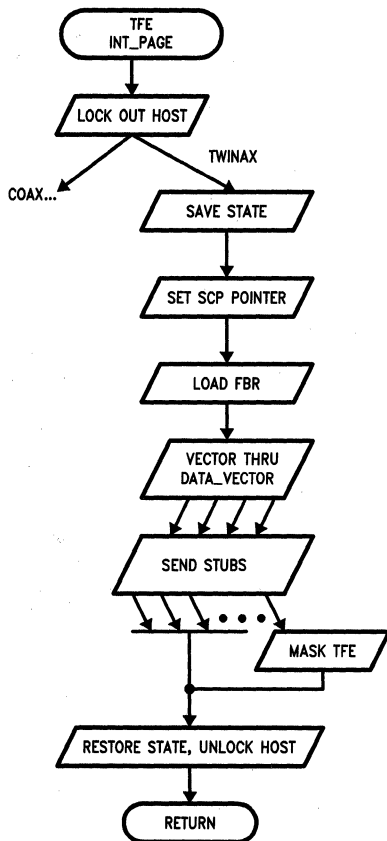 TFE
INT_PAGE
LOCK OUT HOST
TWINAX
COAX...
SAVE STATE
SET SCP POINTER
LOAD FBR
VECTOR THRU
DATA_VECTOR
SEND STUBS
MASK TFE
RESTORE STATE, UNLOCK HOST
RETURN